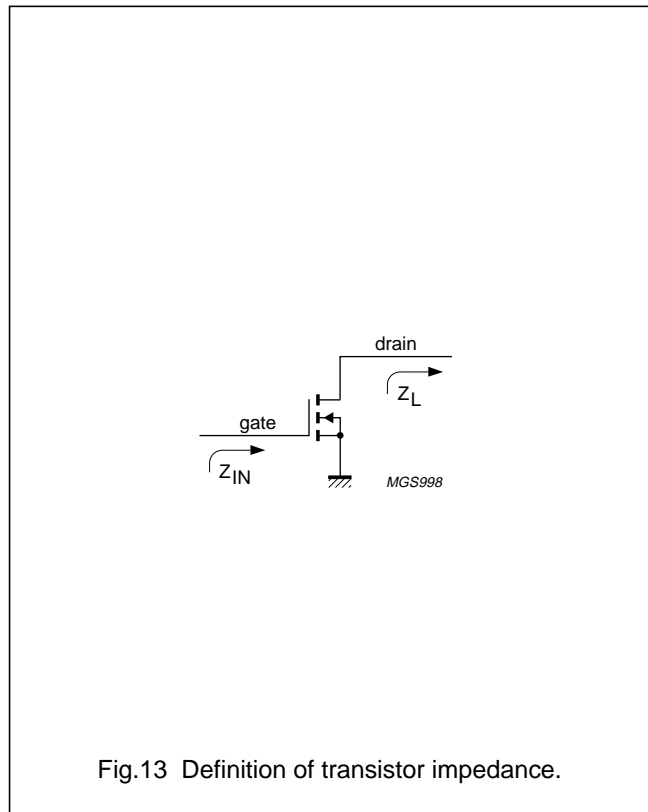 drain
Z_L
gate
Z_IN
MGS998
Fig.13 Definition of transistor impedance.